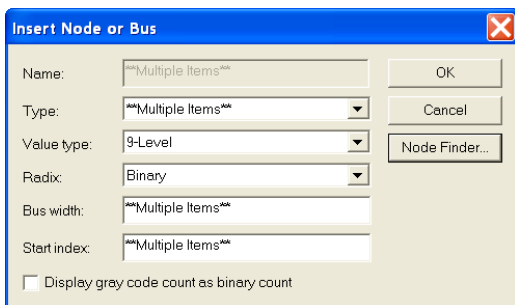 Insert Node or Bus
Name: **Multiple Items** OK
Type: **Multiple Items** Cancel
Value type: 9-Level Node Finder...
Radix: Binary
Bus width: **Multiple Items**
Start index: **Multiple Items**
Display gray code count as binary count